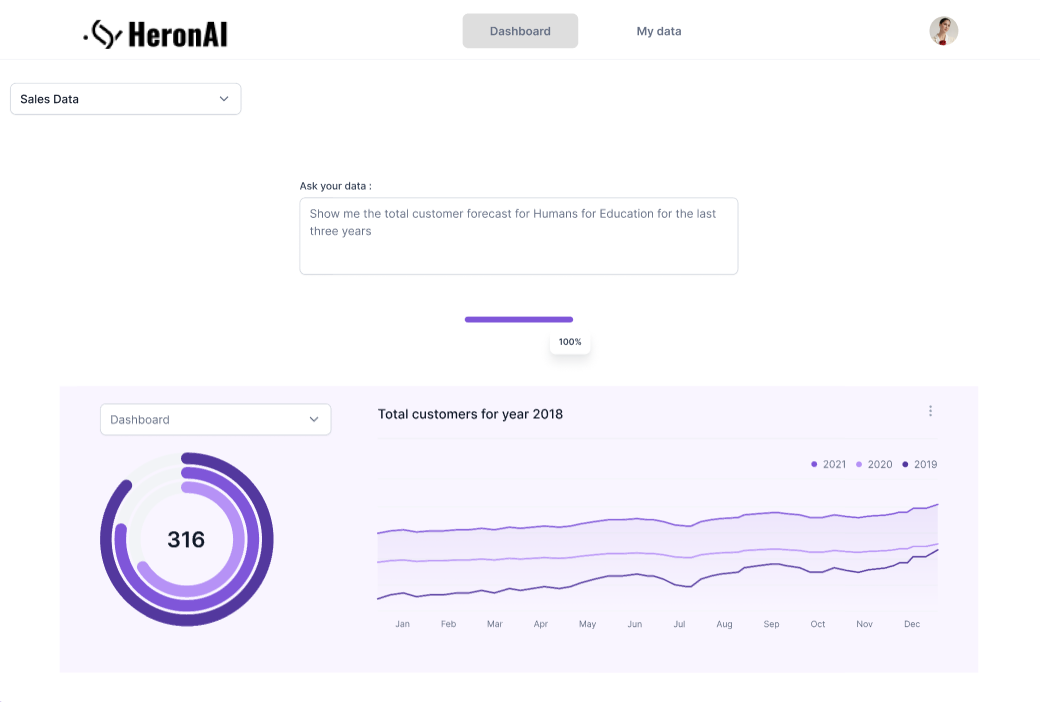 HeronAI
Dashboard
My data
Sales Data
Ask your data :
Show me the total customer forecast for Humans for Education for the last
three years
100%
Dashboard
Total customers for year 2018
2021
2020
2019
316
Jan
Feb
Mar
Apr
May
Jun
Jul
Aug
Sep
Oct
Nov
Dec